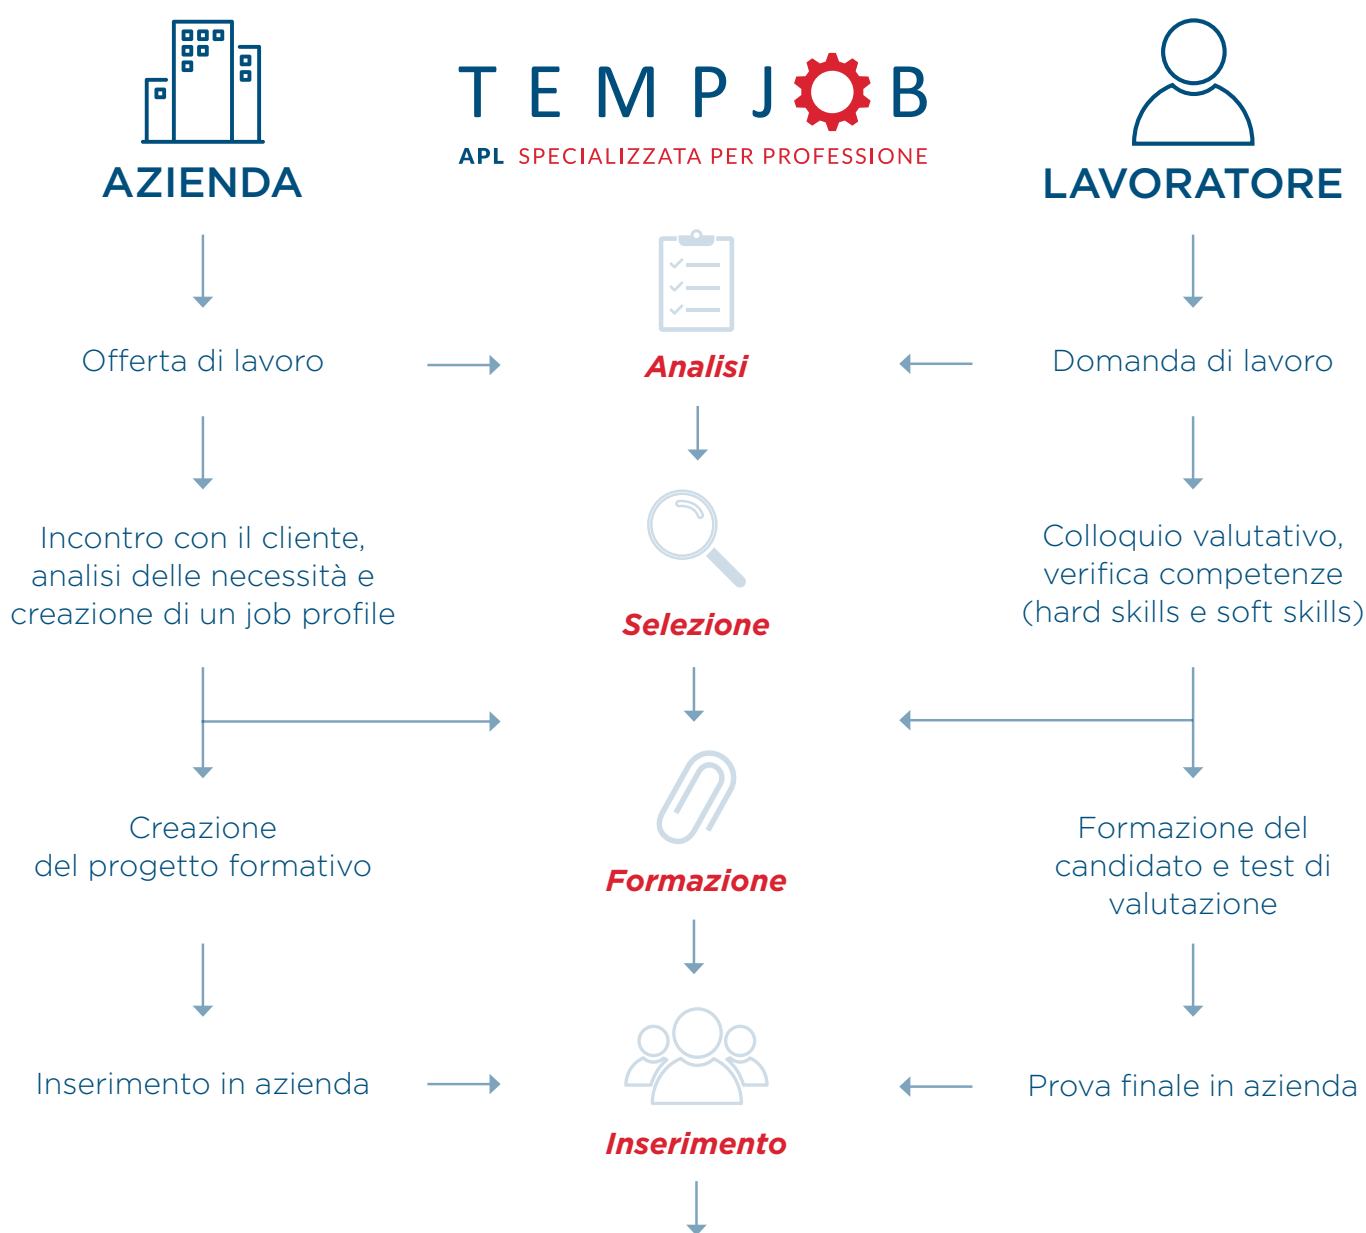 TEMPJOB
APL SPECIALIZZATA PER PROFESSIONE
AZIENDA
LAVORATORE
Offerta di lavoro
Analisi
Domanda di lavoro
Incontro con il cliente,
analisi delle necessità e
creazione di un job profile
Selezione
Colloquio valutativo,
verifica competenze
(hard skills e soft skills)
Creazione
del progetto formativo
Formazione
Formazione del
candidato e test di
valutazione
Inserimento in azienda
Inserimento
Prova finale in azienda